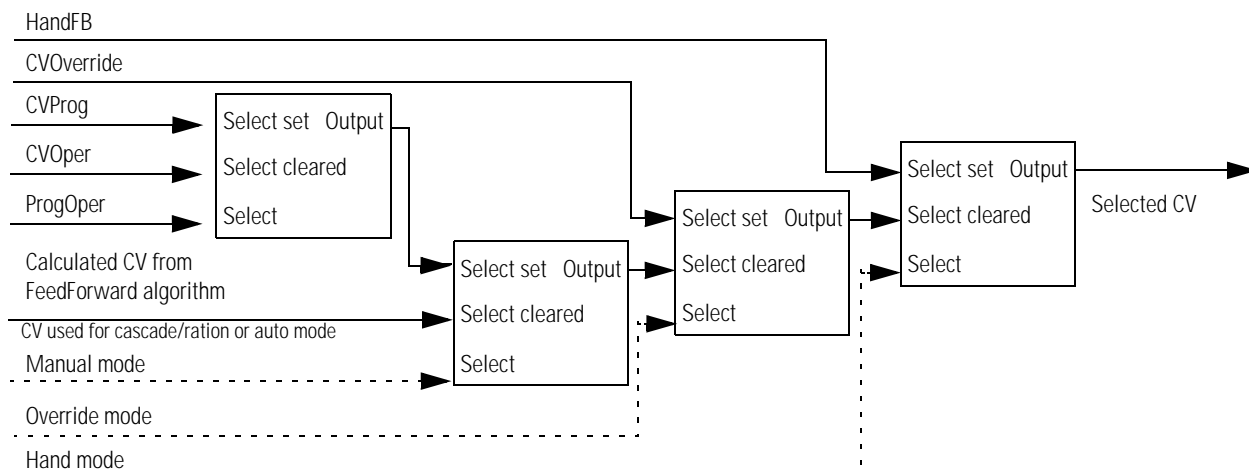 HandFB
CVOverride
CVProg
CVOper
ProgOper
Select set Output
Select cleared
Select
Calculated CV from
FeedForward algorithm
CV used for cascade/ration or auto mode
Manual mode
Override mode
Hand mode
Select set Output
Select cleared
Select
Select set Output
Select cleared
Select
Select set Output
Select cleared
Select
Selected CV